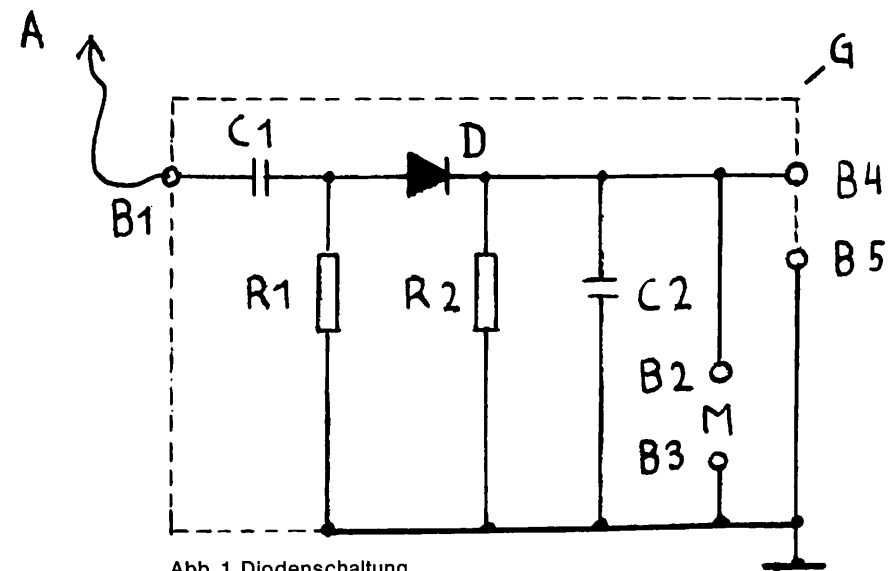 A
G
C1
D
B1
B4
B5
R1
R2
C2
B2
M
B3
Abb. 1 Diodenschaltung